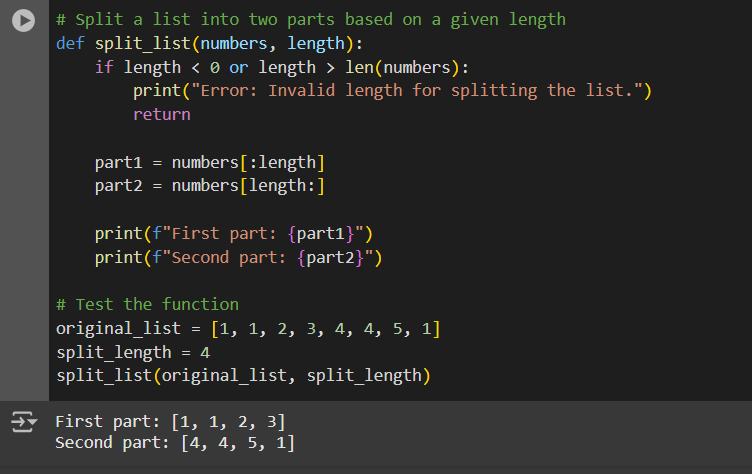 # Split a list into two parts based on a given length
def split_list(numbers, length):
    if length < 0 or length > len(numbers):
        print("Error: Invalid length for splitting the list.")
        return

    part1 = numbers[:length]
    part2 = numbers[length:]

    print(f"First part: {part1}")
    print(f"Second part: {part2}")

# Test the function
original_list = [1, 1, 2, 3, 4, 4, 5, 1]
split_length = 4
split_list(original_list, split_length)
First part: [1, 1, 2, 3]
Second part: [4, 4, 5, 1]